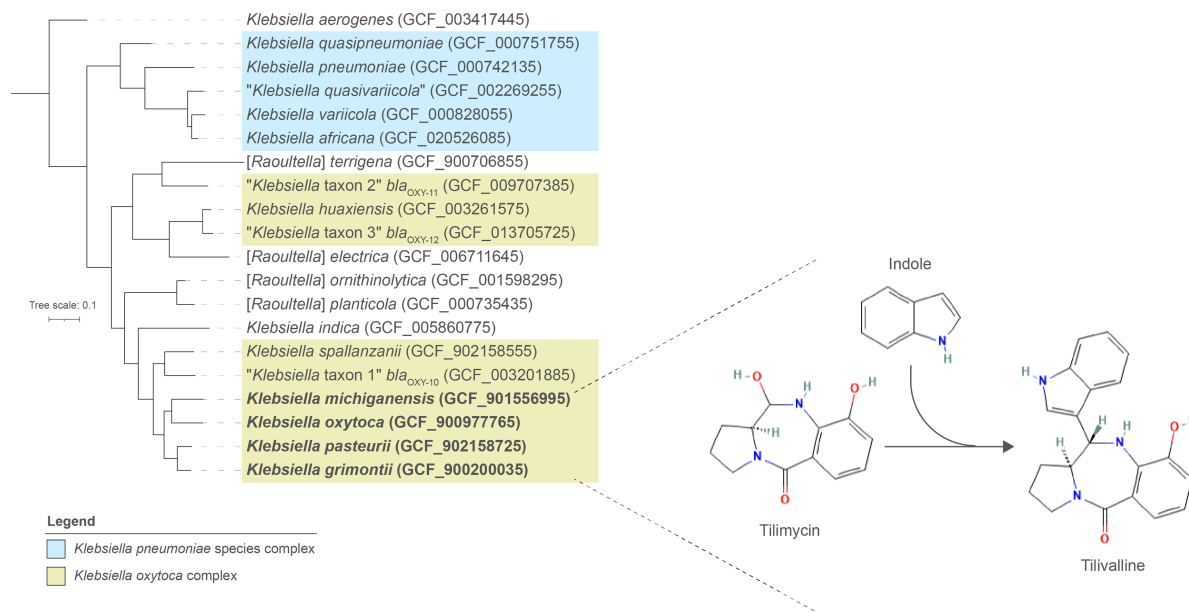 Klebsiella aerogenes (GCF_003417445)
Klebsiella quasipneumoniae (GCF_000751755)
Klebsiella pneumoniae (GCF_000742135)
"Klebsiella quasivariicola" (GCF_002269255)
Klebsiella variicola (GCF_000828055)
Klebsiella africana (GCF_020526085)
[Raoultella] terrigena (GCF_900706855)
"Klebsiella taxon 2" blaOXY-11 (GCF_009707385)
Klebsiella huaxiensis (GCF_003261575)
"Klebsiella taxon 3" blaOXY-12 (GCF_013705725)
[Raoultella] electrica (GCF_006711645)
[Raoultella] ornithinolytica (GCF_001598295)
[Raoultella] planticola (GCF_000735435)
Klebsiella indica (GCF_005860775)
Klebsiella spallanzanii (GCF_902158555)
"Klebsiella taxon 1" blaOXY-10 (GCF_003201885)
Klebsiella michiganensis (GCF_901556995)
Klebsiella oxytoca (GCF_900977765)
Klebsiella pasteurii (GCF_902158725)
Klebsiella grimontii (GCF_900200035)
Tree scale: 0.1
Legend
Klebsiella pneumoniae species complex
Klebsiella oxytoca complex
Indole
N
H
H
O
H
N
O
H
H
N
O
Tilimycin
H
N
H
H
N
O
H
N
O
Tilivalline